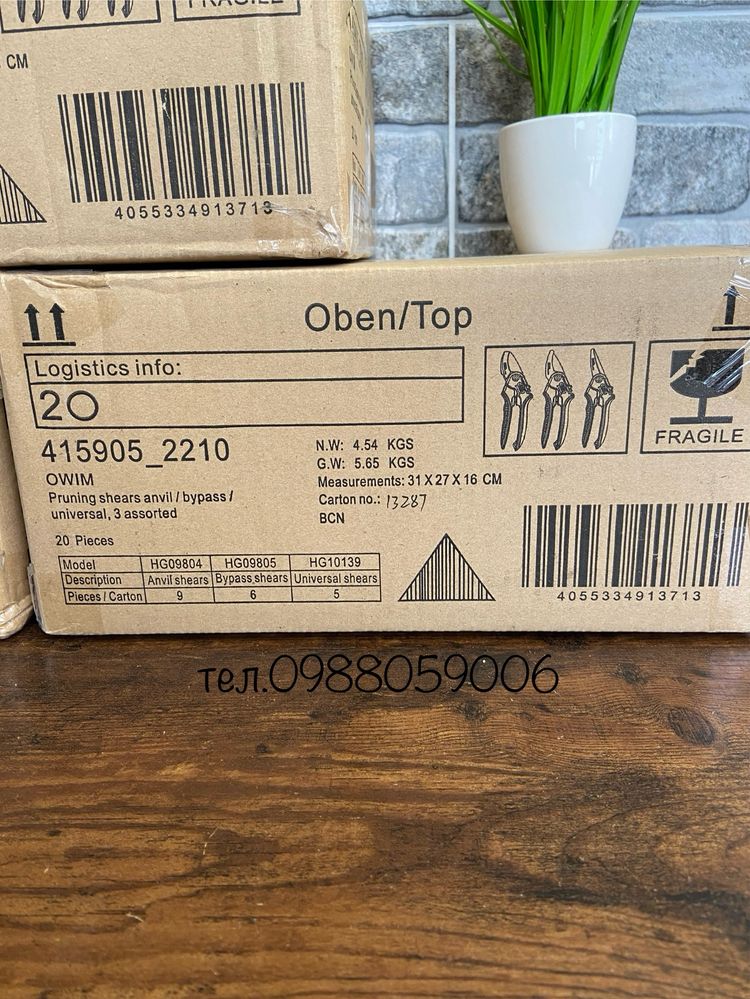 FRAGILE
CM
4055334913713
Oben/Top
Logistics info:
20
415905_2210
OWIM
Pruning shears anvil / bypass /
universal, 3 assorted
20 Pieces
N.W: 4.54 KGS
G.W: 5.65 KGS
Measurements: 31 X 27 X 16 CM
Carton no.: 13287
BCN
FRAGILE
Model HG09804 HG09805 HG10139
Description Anvil shears Bypass shears Universal shears
Pieces / Carton 9 6 5
4055334913713
тел.0988059006